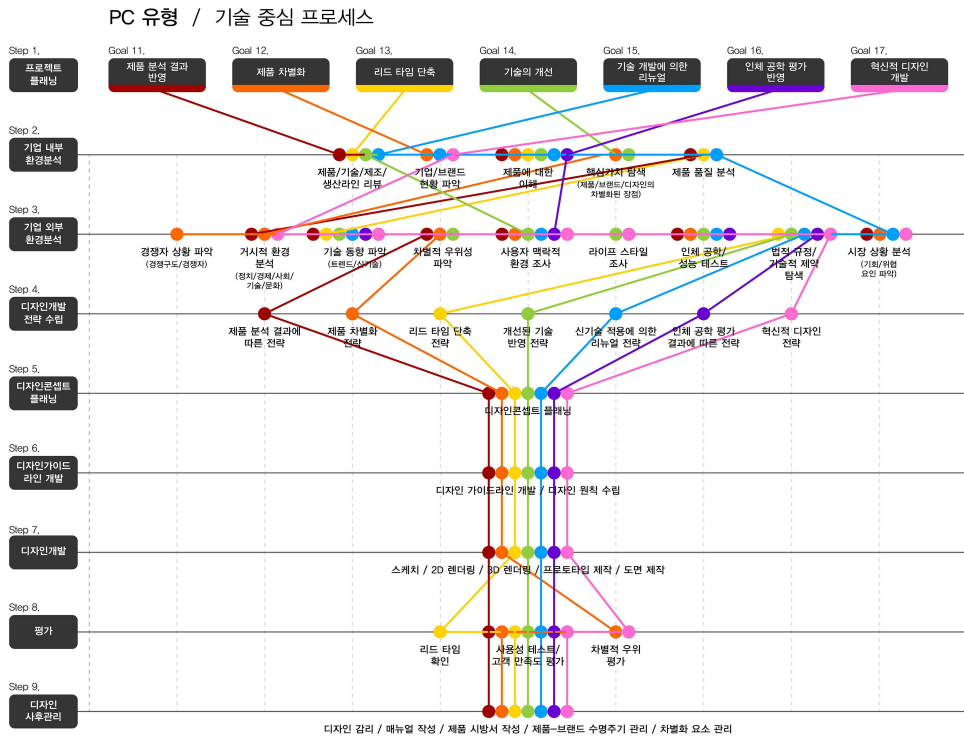 PC 유형 / 기술 중심 프로세스
Step 1.
프로젝트
플래닝
Goal 11.
제품 분석 결과
반영
Goal 12.
제품 차별화
Goal 13.
리드 타임 단축
Goal 14.
기술의 개선
Goal 15.
기술 개발에 의한
리뉴얼
Goal 16.
인체 공학 평가
반영
Goal 17.
혁신적 디자인
개발
Step 2.
기업 내부
환경분석
제품/기술/제조/
생산라인 리뷰
기업/브랜드
현황 파악
제품에 대한
이해
핵심가치 탐색
(제품/브랜드/디자인의
차별화된 장점)
제품 품질 분석
Step 3.
기업 외부
환경분석
경쟁자 상황 파악
(경쟁구도/경쟁자)
거시적 환경
분석
(정치/경제/사회/
기술/문화)
기술 동향 파악
(트렌드/신기술)
차별적 우위성
파악
사용자 맥락적
환경 조사
라이프 스타일
조사
인체 공학/
성능 테스트
법적 규정/
기술적 제약
탐색
시장 상황 분석
(기회/위협
요인 파악)
Step 4.
디자인개발
전략 수립
제품 분석 결과에
따른 전략
제품 차별화
전략
리드 타임 단축
전략
개선된 기술
반영 전략
신기술 적용에 의한
리뉴얼 전략
인체 공학 평가
결과에 따른 전략
혁신적 디자인
전략
Step 5.
디자인콘셉트
플래닝
디자인콘셉트 플래닝
Step 6.
디자인가이드
라인 개발
디자인 가이드라인 개발 / 디자인 원칙 수립
Step 7.
디자인개발
스케치 / 2D 렌더링 / 3D 렌더링 / 프로토타입 제작 / 도면 제작
Step 8.
평가
리드 타임
확인
사용성 테스트/
고객 만족도 평가
차별적 우위
평가
Step 9.
디자인
사후관리
디자인 감리 / 매뉴얼 작성 / 제품 시방서 작성 / 제품-브랜드 수명주기 관리 / 차별화 요소 관리